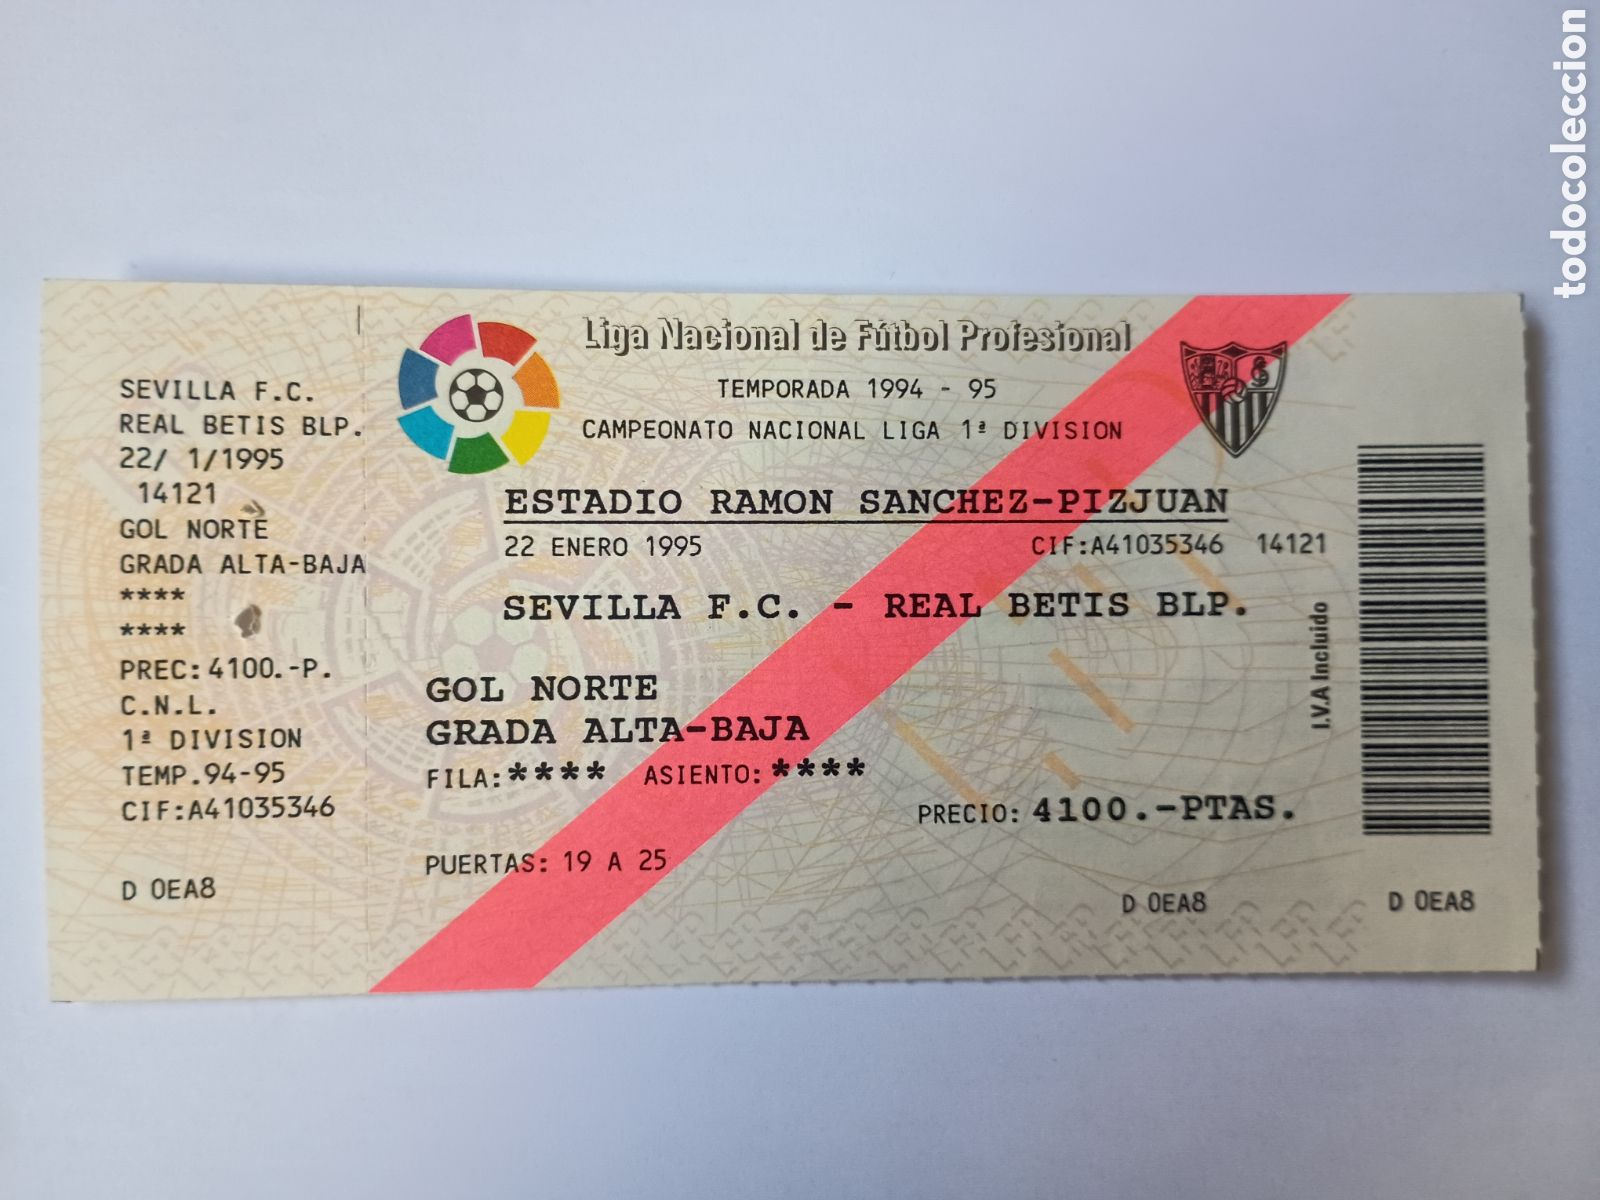 SEVILLA F.C.
REAL BETIS BLP.
22/ 1/1995
14121
GOL NORTE
GRADA ALTA-BAJA
****
****
PREC:4100.-P.
C.N.L.
1ª DIVISION
TEMP.94-95
CIF:A41035346
D 0EA8
Liga Nacional de Fútbol Profesional
TEMPORADA 1994 - 95
CAMPEONATO NACIONAL LIGA 1ª DIVISION
ESTADIO RAMON SANCHEZ-PIZJUAN
22 ENERO 1995 CIF:A41035346 14121
SEVILLA F.C. - REAL BETIS BLP.
GOL NORTE
GRADA ALTA-BAJA
FILA:**** ASIENTO:****
PRECIO: 4100.-PTAS.
PUERTAS: 19 A 25
D 0EA8
I.V.A Incluido
D 0EA8
todocoleccion